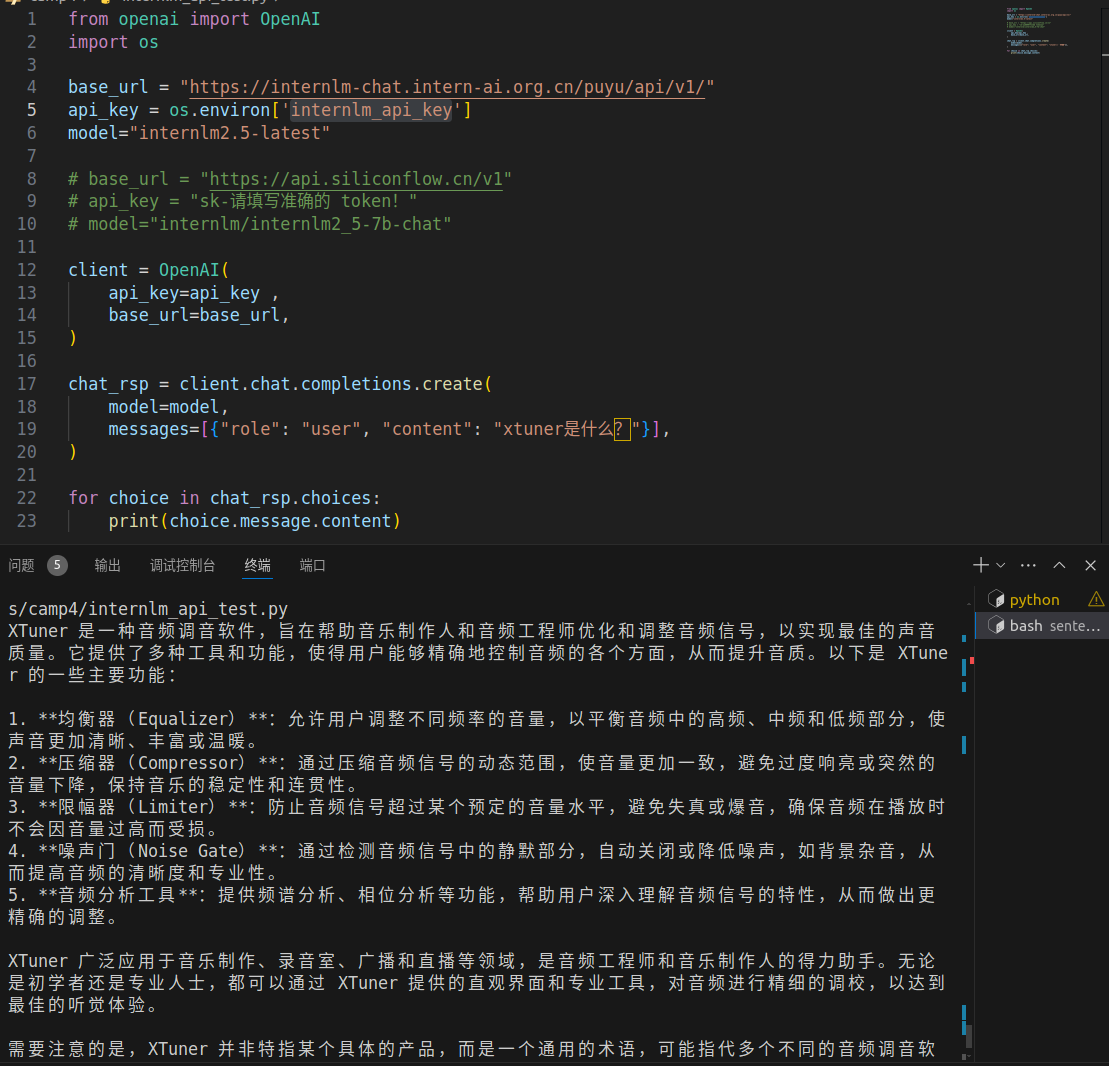 1 from openai import OpenAI
2 import os
3
4 base_url = "https://internlm-chat.intern-ai.org.cn/puyu/api/v1/"
5 api_key = os.environ['internlm_api_key']
6 model="internlm2.5-latest"
7
8 # base_url = "https://api.siliconflow.cn/v1"
9 # api_key = "sk-请填写准确的 token！"
10 # model="internlm/internlm2_5-7b-chat"
11
12 client = OpenAI(
13     api_key=api_key ,
14     base_url=base_url,
15 )
16
17 chat_rsp = client.chat.completions.create(
18     model=model,
19     messages=[{"role": "user", "content": "xtuner是什么？"}],
20 )
21
22 for choice in chat_rsp.choices:
23     print(choice.message.content)
问题 5 输出 调试控制台 终端 端口
python
bash sente...
s/camp4/internlm_api_test.py
XTuner 是一种音频调音软件，旨在帮助音乐制作人和音频工程师优化和调整音频信号，以实现最佳的声音
质量。它提供了多种工具和功能，使得用户能够精确地控制音频的各个方面，从而提升音质。以下是 XTune
r 的一些主要功能：

1. **均衡器（Equalizer）**：允许用户调整不同频率的音量，以平衡音频中的高频、中频和低频部分，使
声音更加清晰、丰富或温暖。
2. **压缩器（Compressor）**：通过压缩音频信号的动态范围，使音量更加一致，避免过度响亮或突然的
音量下降，保持音乐的稳定性和连贯性。
3. **限幅器（Limiter）**：防止音频信号超过某个预定的音量水平，避免失真或爆音，确保音频在播放时
不会因音量过高而受损。
4. **噪声门（Noise Gate）**：通过检测音频信号中的静默部分，自动关闭或降低噪声，如背景杂音，从
而提高音频的清晰度和专业性。
5. **音频分析工具**：提供频谱分析、相位分析等功能，帮助用户深入理解音频信号的特性，从而做出更
精确的调整。

XTuner 广泛应用于音乐制作、录音室、广播和直播等领域，是音频工程师和音乐制作人的得力助手。无论
是初学者还是专业人士，都可以通过 XTuner 提供的直观界面和专业工具，对音频进行精细的调校，以达到
最佳的听觉体验。

需要注意的是，XTuner 并非特指某个具体的产品，而是一个通用的术语，可能指代多个不同的音频调音软